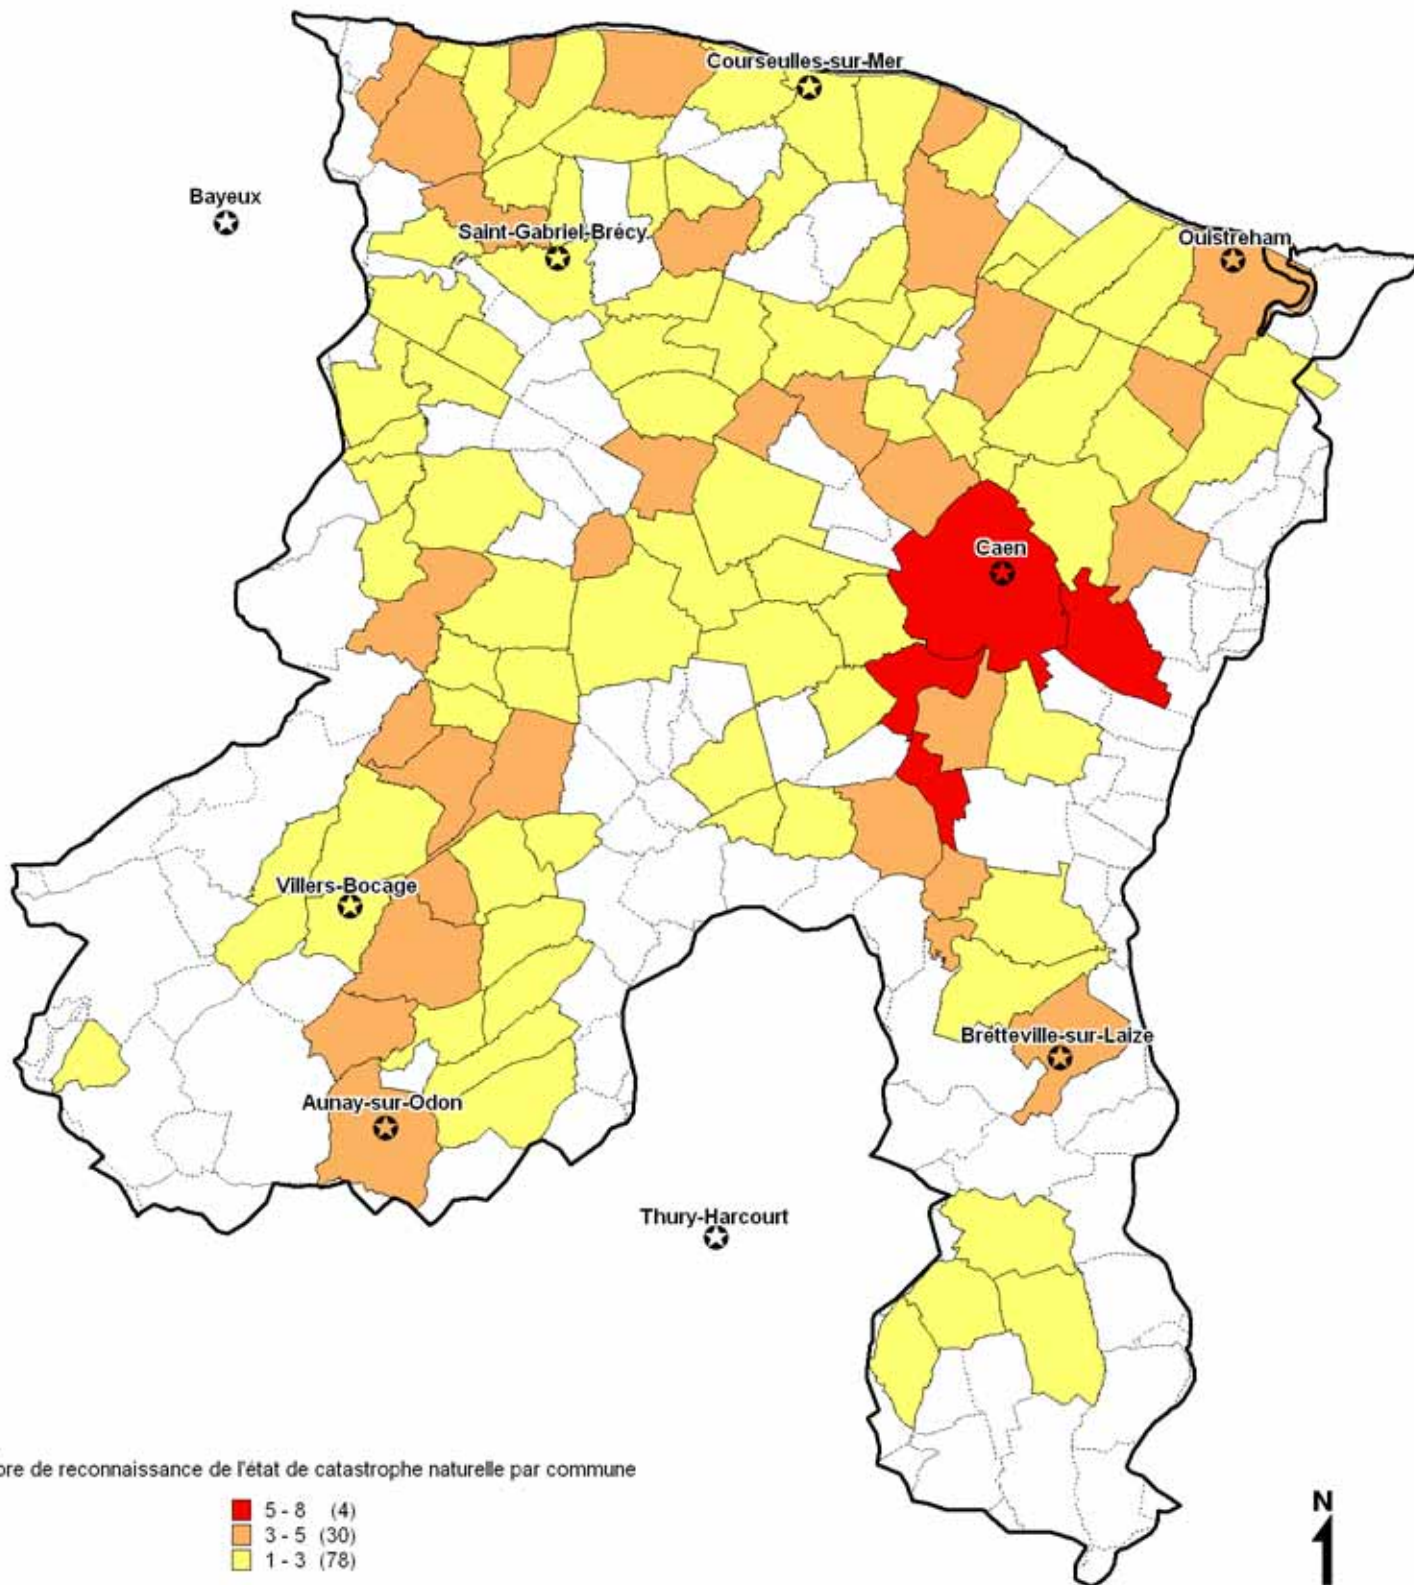 Courseulles-sur-Mer
Bayeux
Saint-Gabriel-Brécy
Ouistreham
Caen
Villers-Bocage
Bretteville-sur-Laize
Aunay-sur-Odon
Thury-Harcourt
de reconnaissance de l'état de catastrophe naturelle par commune
5 - 8 (4)
3 - 5 (30)
1 - 3 (78)
N